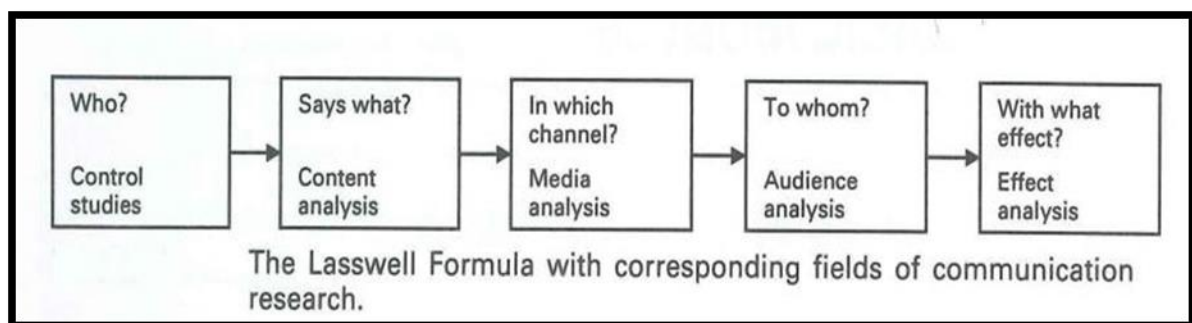 Who?
Control
studies
Says what?
Content
analysis
In which
channel?
Media
analysis
To whom?
Audience
analysis
With what
effect?
Effect
analysis
The Lasswell Formula with corresponding fields of communication
research.